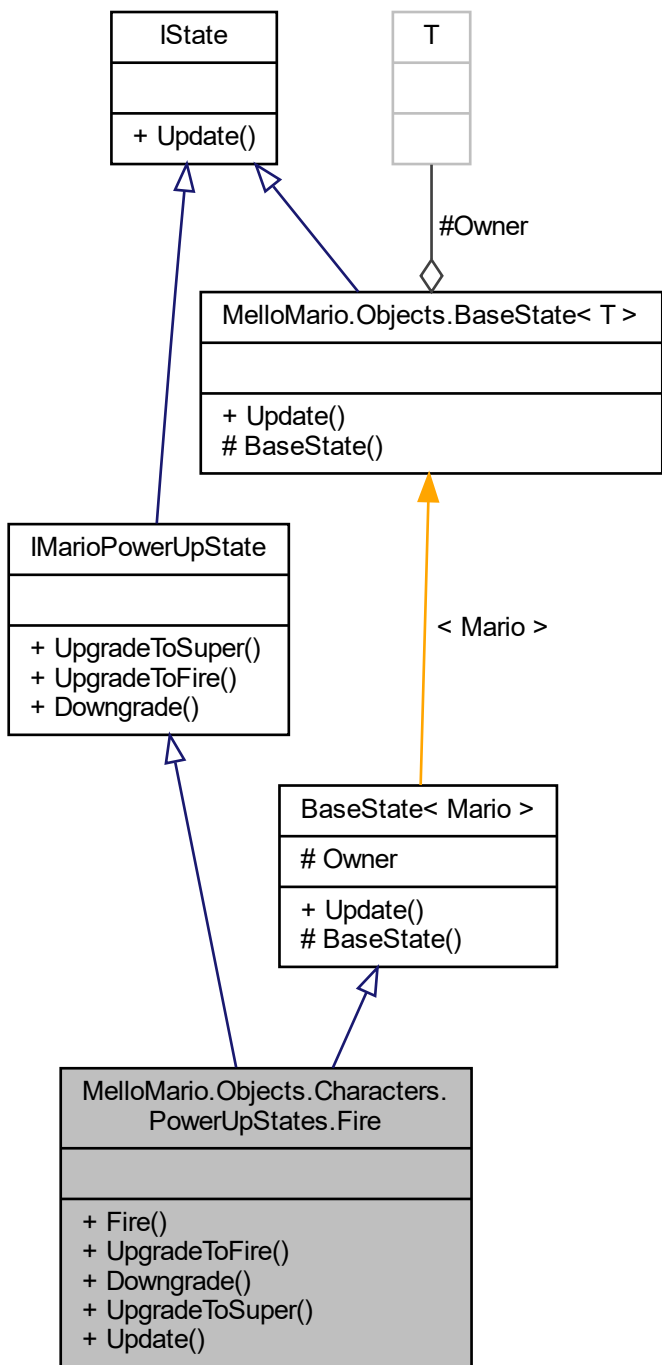 IState
+ Update()
T
#Owner
MelloMario.Objects.BaseState< T >
+ Update()
# BaseState()
IMarioPowerUpState
+ UpgradeToSuper()
+ UpgradeToFire()
+ Downgrade()
< Mario >
BaseState< Mario >
# Owner
+ Update()
# BaseState()
MelloMario.Objects.Characters.
PowerUpStates.Fire
+ Fire()
+ UpgradeToFire()
+ Downgrade()
+ UpgradeToSuper()
+ Update()